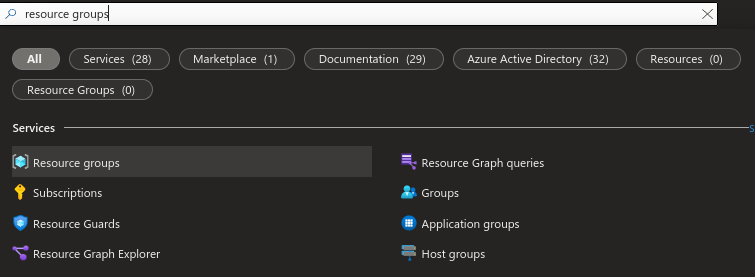 resource groups
All Services (28) Marketplace (1) Documentation (29) Azure Active Directory (32) Resources (0)
Resource Groups (0)
Services
Resource groups
Subscriptions
Resource Guards
Resource Graph Explorer
Resource Graph queries
Groups
Application groups
Host groups